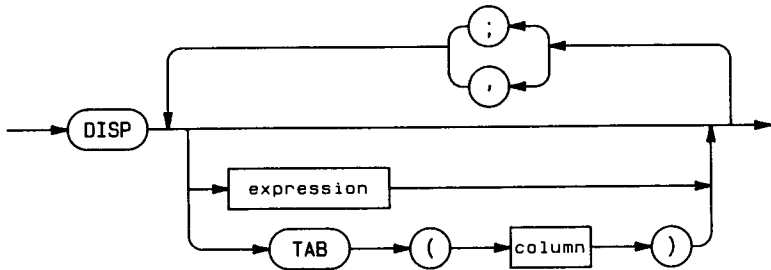 ;
,
DISP
expression
TAB ( column )